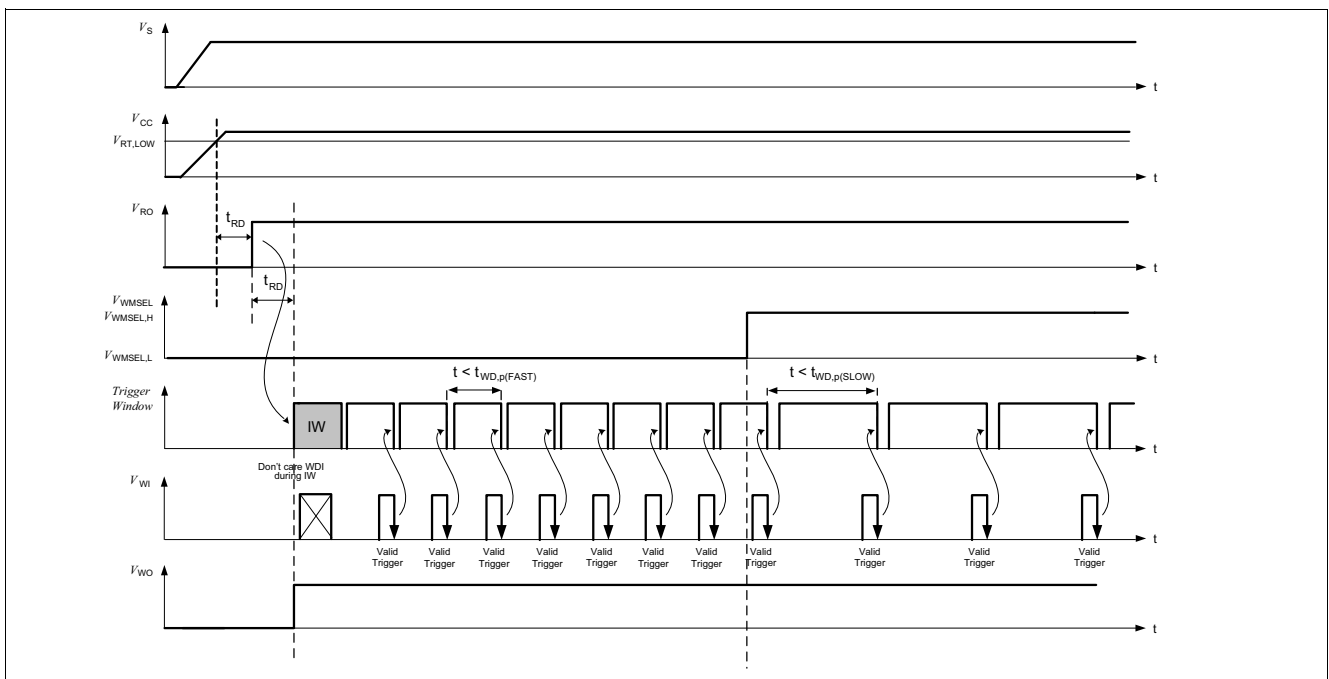 VS
t
VCC
VRT,LOW
t
VRO
tRD
t
tRD
VWMSEL
VWMSEL,H
VWMSEL,L
t
Trigger
Window
t < tWD,p(FAST)
t < tWD,p(SLOW)
IW
t
Don't care WDI
during IW
VWI
t
Valid Trigger
Valid Trigger
Valid Trigger
Valid Trigger
Valid Trigger
Valid Trigger
Valid Trigger
Valid Trigger
Valid Trigger
Valid Trigger
Valid Trigger
VWO
t